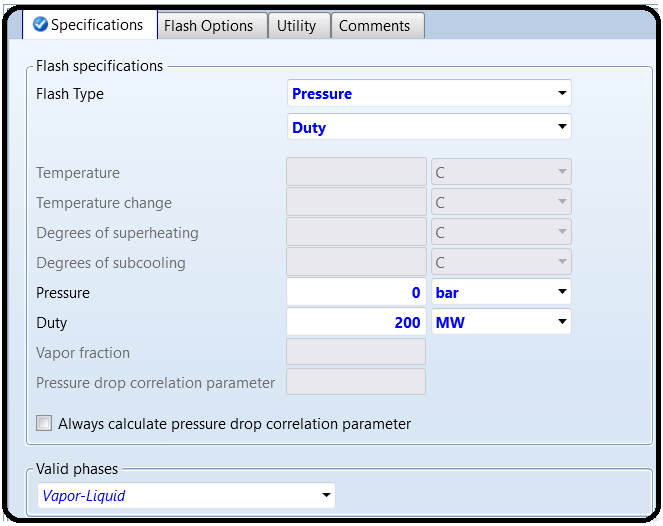 Specifications Flash Options Utility Comments
Flash specifications
Flash Type Pressure
Duty
Temperature C
Temperature change C
Degrees of superheating C
Degrees of subcooling C
Pressure 0 bar
Duty 200 MW
Vapor fraction
Pressure drop correlation parameter
Always calculate pressure drop correlation parameter
Valid phases
Vapor-Liquid